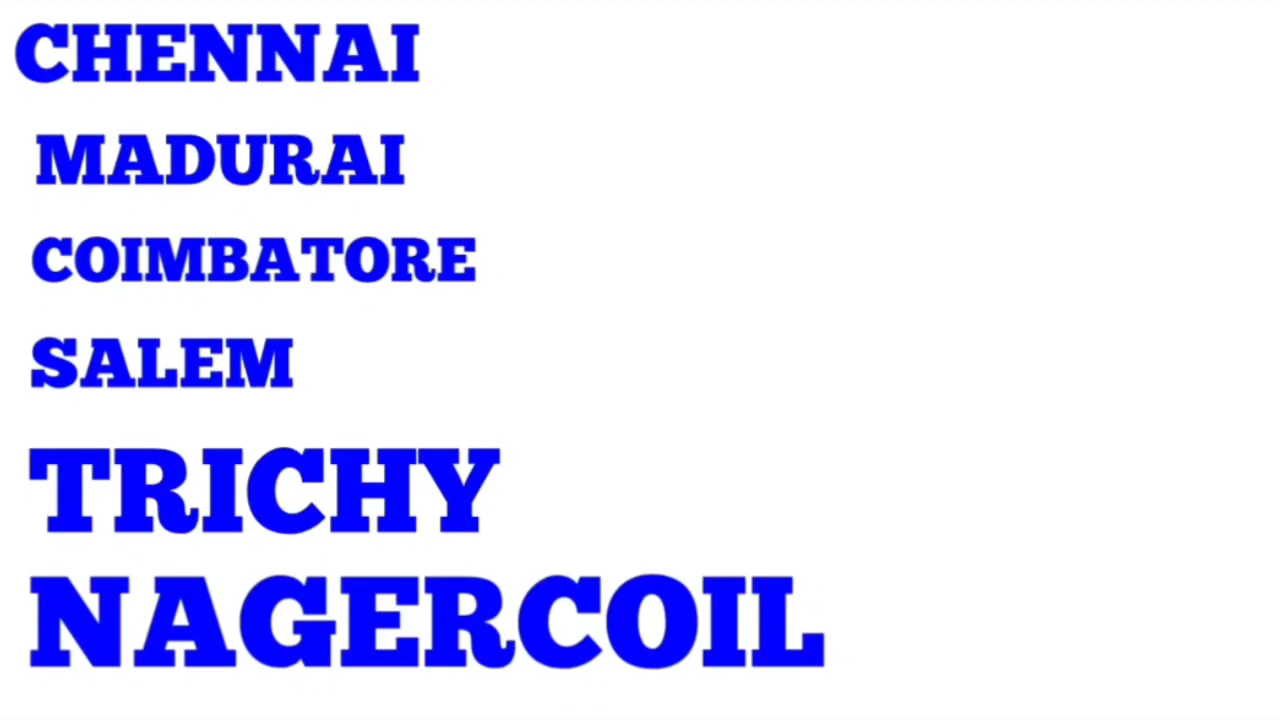 CHENNAI
MADURAI
COIMBATORE
SALEM
TRICHY
NAGERCOIL